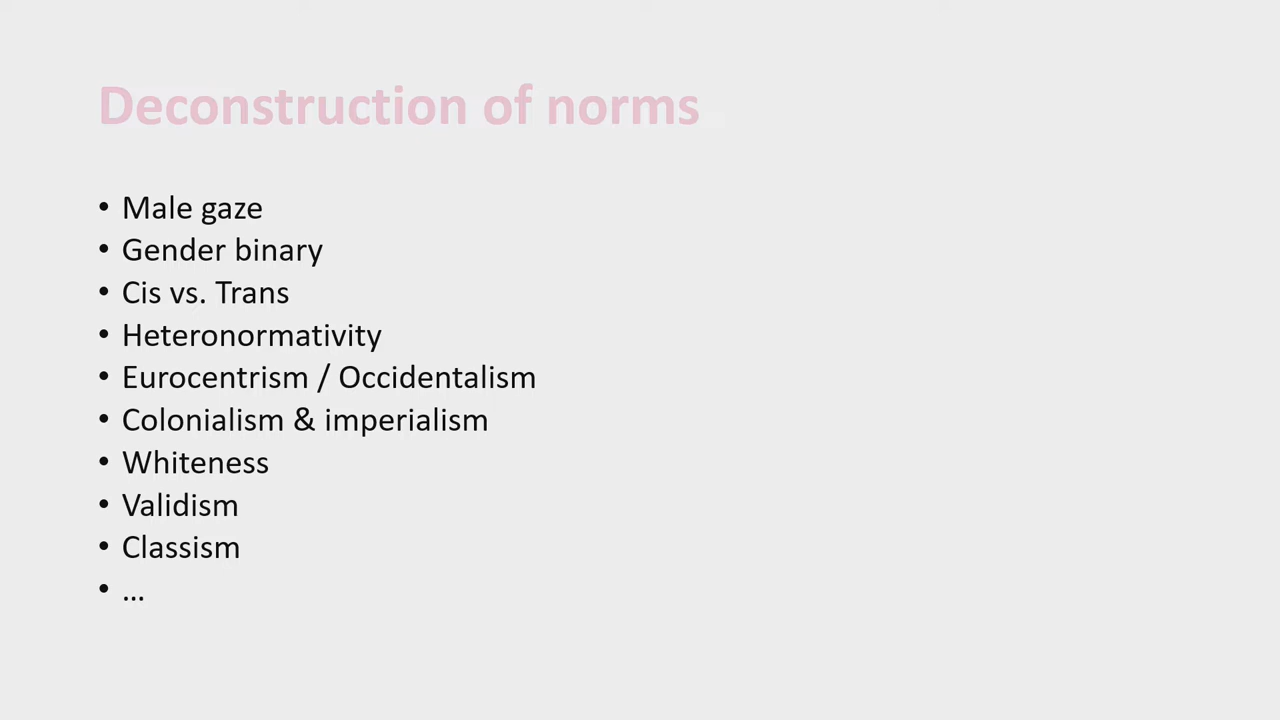 Deconstruction of norms
• Male gaze
• Gender binary
• Cis vs. Trans
• Heteronormativity
• Eurocentrism / Occidentalism
• Colonialism & imperialism
• Whiteness
• Validism
• Classism
• ...